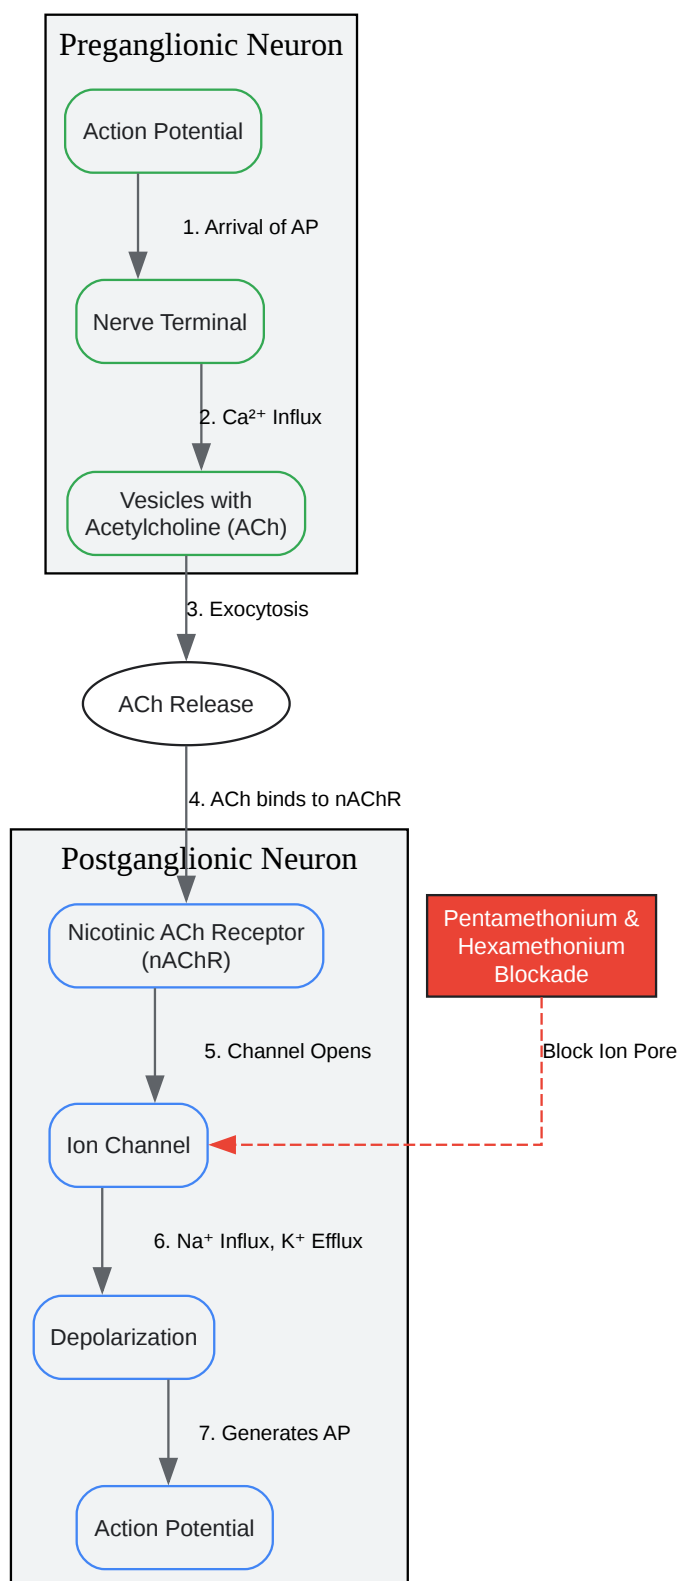 Preganglionic Neuron
Action Potential
1. Arrival of AP
Nerve Terminal
2. Ca²⁺ Influx
Vesicles with
Acetylcholine (ACh)
3. Exocytosis
ACh Release
4. ACh binds to nAChR
Postganglionic Neuron
Nicotinic ACh Receptor
(nAChR)
Pentamethonium &
Hexamethonium
Blockade
5. Channel Opens
Block Ion Pore
Ion Channel
6. Na⁺ Influx, K⁺ Efflux
Depolarization
7. Generates AP
Action Potential